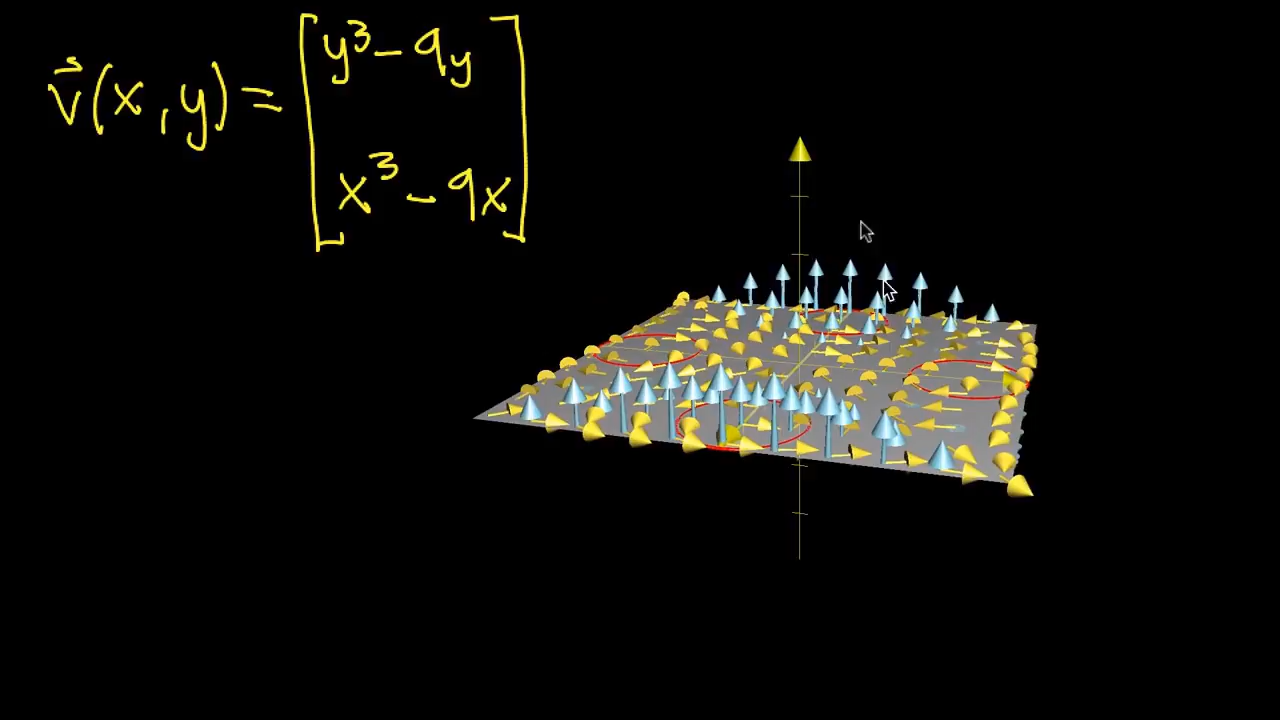 v⃗(x,y) = [ y³ - 9y
x³ - 9x ]